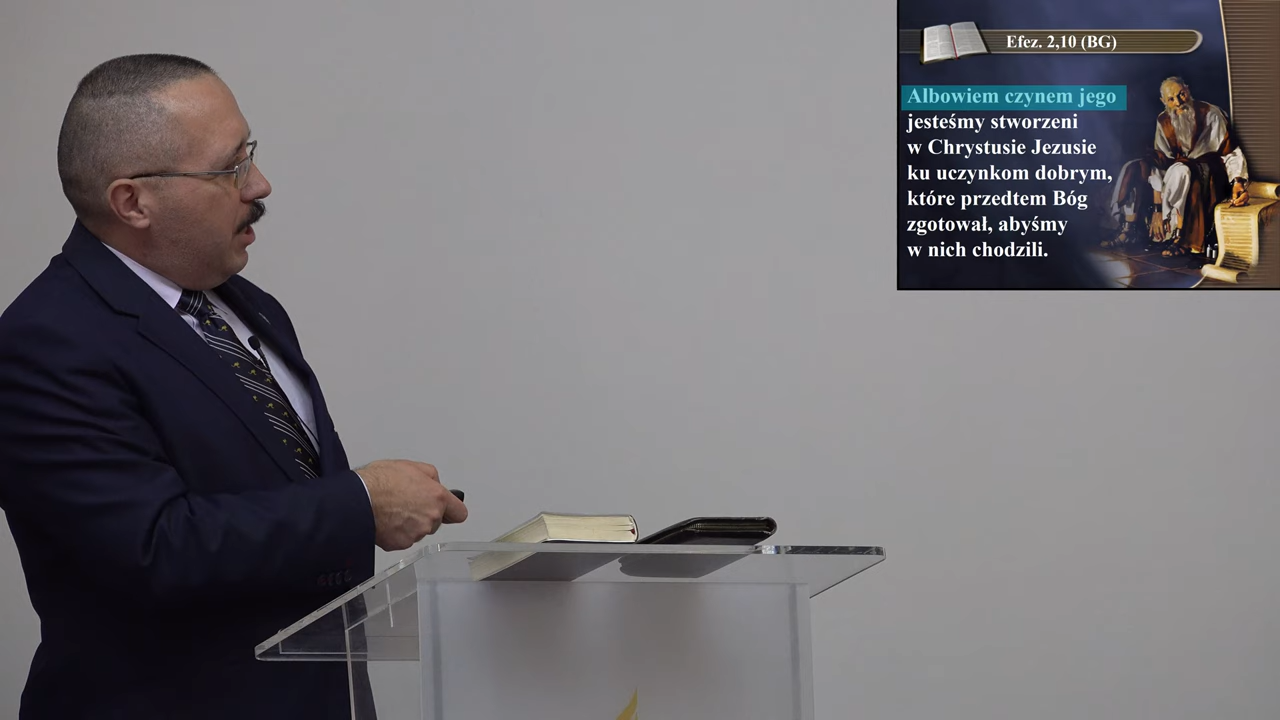 Efez. 2,10 (BG)
Albowiem czynem jego
jesteśmy stworzeni
w Chrystusie Jezusie
ku uczynkom dobrym,
które przedtem Bóg
zgotował, abyśmy
w nich chodzili.